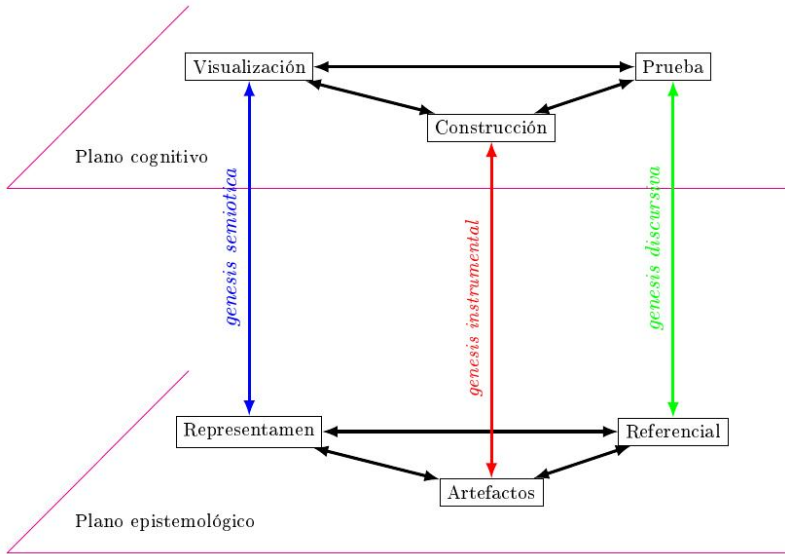 Visualización
Prueba
Construcción
Plano cognitivo
genesis semiotica
genesis instrumental
genesis discursiva
Representamen
Referencial
Artefactos
Plano epistemológico